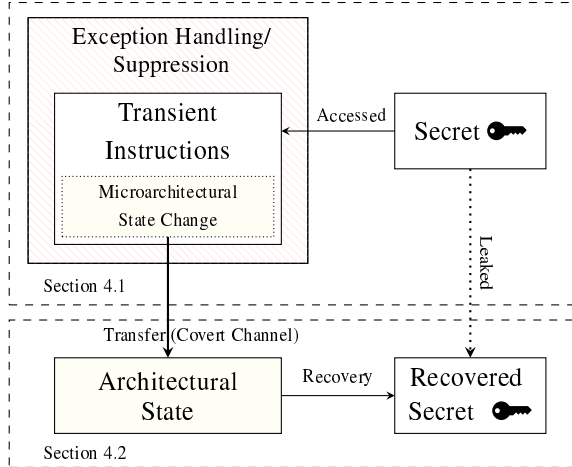 Exception Handling/
Suppression
Transient
Instructions
Microarchitectural
State Change
Accessed
Secret
Leaked
Section 4.1
Transfer (Covert Channel)
Architectural
State
Recovery
Recovered
Secret
Section 4.2